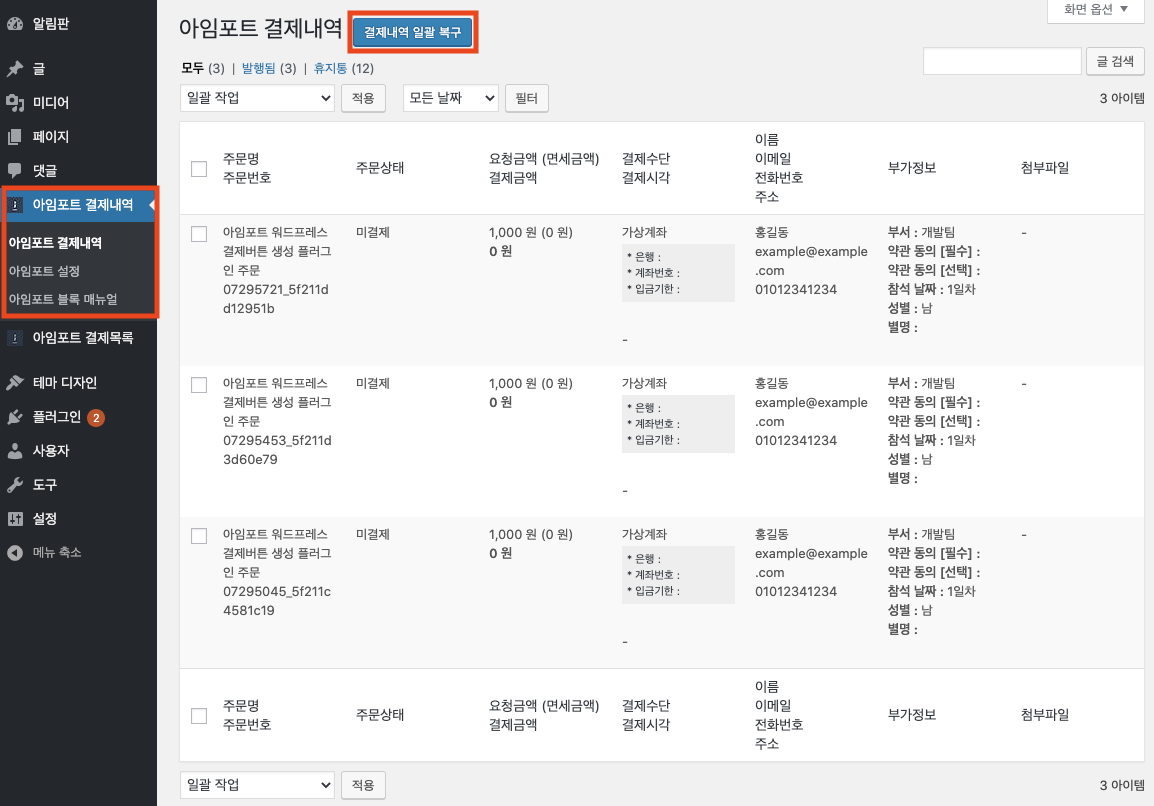 알림판
글
미디어
페이지
댓글
아임포트 결제내역
아임포트 결제내역
아임포트 설정
아임포트 블록 매뉴얼
아임포트 결제목록
테마 디자인
플러그인 2
사용자
도구
설정
메뉴 축소
화면 옵션 ▼
아임포트 결제내역 결제내역 일괄 복구
모두 (3) | 발행됨 (3) | 휴지통 (12)
글 검색
일괄 작업 적용 모든 날짜 필터 3 아이템
주문명
주문번호
주문상태
요청금액 (면세금액)
결제금액
결제수단
결제시각
이름
이메일
전화번호
주소
부가정보
첨부파일
아임포트 워드프레스
결제버튼 생성 플러그
인 주문
07295721_5f211d
d12951b
미결제
1,000 원 (0 원)
0 원
가상계좌
* 은행 :
* 계좌번호 :
* 입금기한 :
-
홍길동
example@example
.com
01012341234
부서 : 개발팀
약관 동의 [필수] :
약관 동의 [선택] :
참석 날짜 : 1일차
성별 : 남
별명 :
-
아임포트 워드프레스
결제버튼 생성 플러그
인 주문
07295453_5f211d
3d60e79
미결제
1,000 원 (0 원)
0 원
가상계좌
* 은행 :
* 계좌번호 :
* 입금기한 :
-
홍길동
example@example
.com
01012341234
부서 : 개발팀
약관 동의 [필수] :
약관 동의 [선택] :
참석 날짜 : 1일차
성별 : 남
별명 :
-
아임포트 워드프레스
결제버튼 생성 플러그
인 주문
07295045_5f211c
4581c19
미결제
1,000 원 (0 원)
0 원
가상계좌
* 은행 :
* 계좌번호 :
* 입금기한 :
-
홍길동
example@example
.com
01012341234
부서 : 개발팀
약관 동의 [필수] :
약관 동의 [선택] :
참석 날짜 : 1일차
성별 : 남
별명 :
-
주문명
주문번호
주문상태
요청금액 (면세금액)
결제금액
결제수단
결제시각
이름
이메일
전화번호
주소
부가정보
첨부파일
일괄 작업 적용 3 아이템